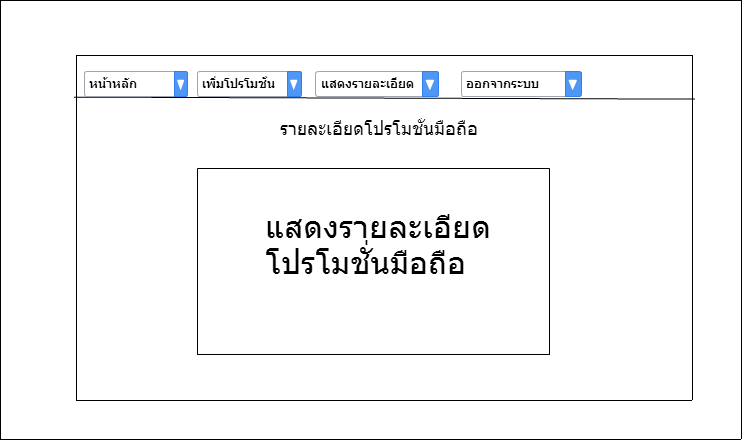 หน้าหลัก เพิ่มโปรโมชั่น แสดงรายละเอียด ออกจากระบบ
รายละเอียดโปรโมชั่นมือถือ
แสดงรายละเอียด
โปรโมชั่นมือถือ